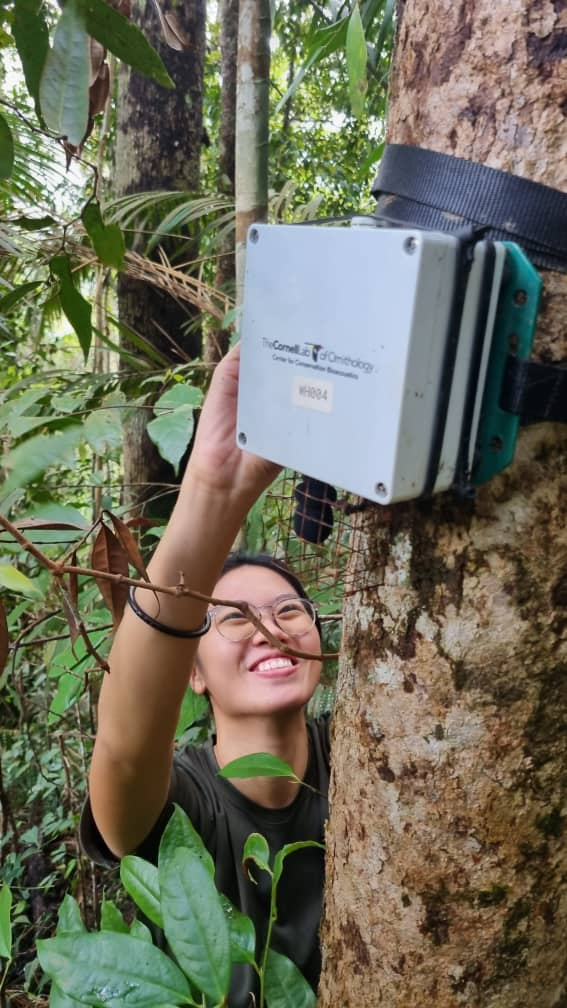 TheCornellLab of Ornithology
Center for Conservation Bioacoustics
WH004